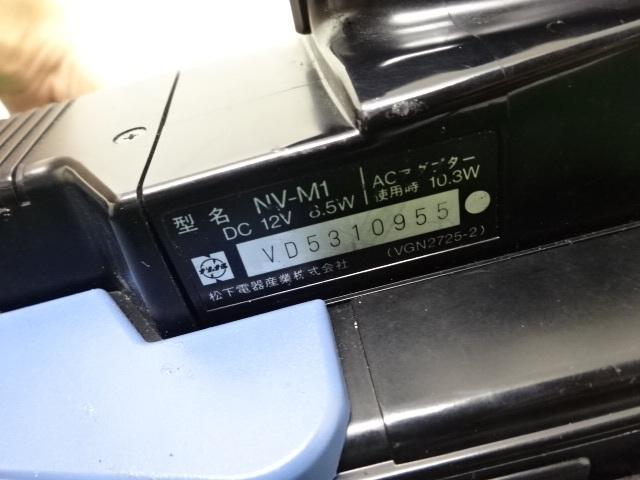 型名 NV-M1
DC 12V 8.5W
ACアダプター
使用時 10.3W
VD5310955
(VGN2725-2)
松下電器産業株式会社